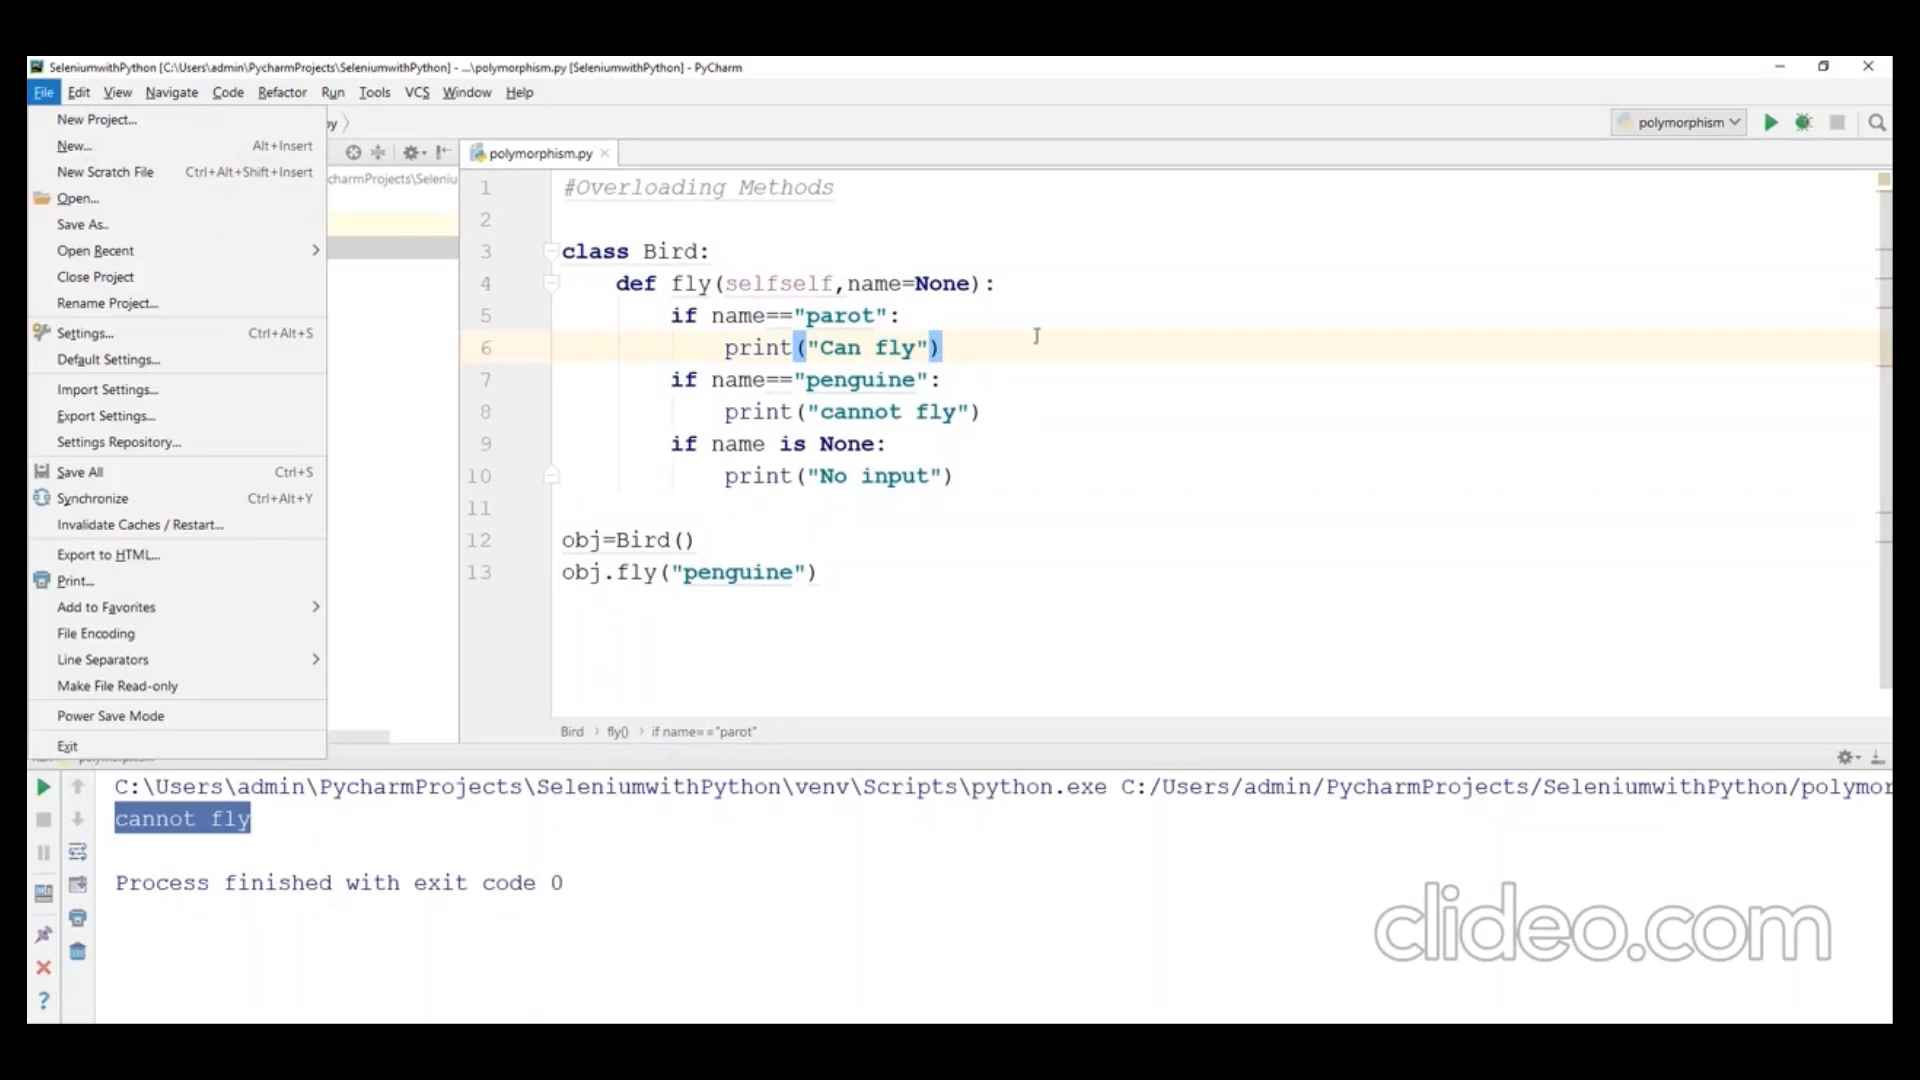 SeleniumwithPython [C:\Users\admin\PycharmProjects\SeleniumwithPython] - ...\polymorphism.py [SeleniumwithPython] - PyCharm
File Edit View Navigate Code Refactor Run Tools VCS Window Help
New Project...
New... Alt+Insert
New Scratch File Ctrl+Alt+Shift+Insert
Open...
Save As..
Open Recent
Close Project
Rename Project...
Settings... Ctrl+Alt+S
Default Settings...
Import Settings...
Export Settings...
Settings Repository...
Save All Ctrl+S
Synchronize Ctrl+Alt+Y
Invalidate Caches / Restart...
Export to HTML...
Print...
Add to Favorites
File Encoding
Line Separators
Make File Read-only
Power Save Mode
Exit
py
polymorphism
charmProjects\Seleniu
polymorphism.py
1 #Overloading Methods
2
3 class Bird:
4 def fly(selfself,name=None):
5 if name=="parot":
6 print("Can fly")
7 if name=="penguine":
8 print("cannot fly")
9 if name is None:
10 print("No input")
11
12 obj=Bird()
13 obj.fly("penguine")
Bird fly() if name=="parot"
C:\Users\admin\PycharmProjects\SeleniumwithPython\venv\Scripts\python.exe C:/Users/admin/PycharmProjects/SeleniumwithPython/polymor
cannot fly
Process finished with exit code 0
clideo.com